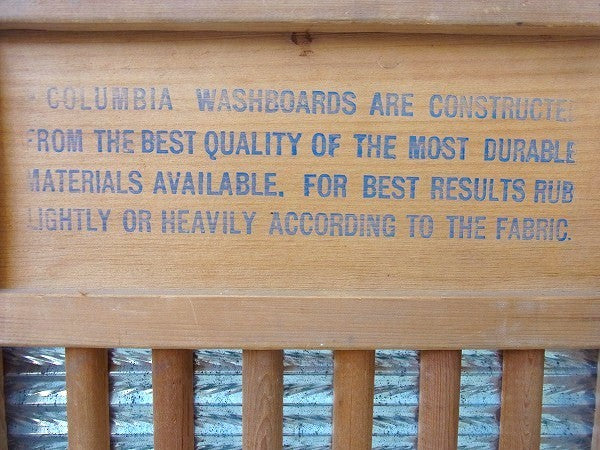 COLUMBIA WASHBOARDS ARE CONSTRUCTED
FROM THE BEST QUALITY OF THE MOST DURABLE
MATERIALS AVAILABLE. FOR BEST RESULTS RUB
LIGHTLY OR HEAVILY ACCORDING TO THE FABRIC.